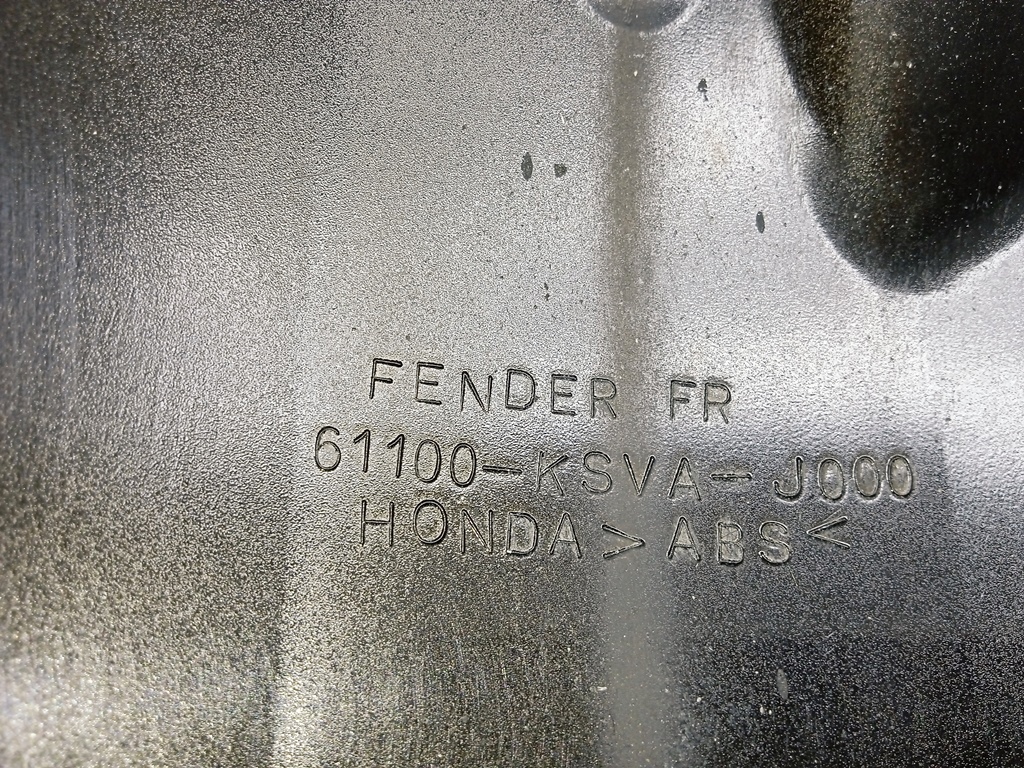 FENDER FR
61100-KSVA-J000
HONDA >ABS<